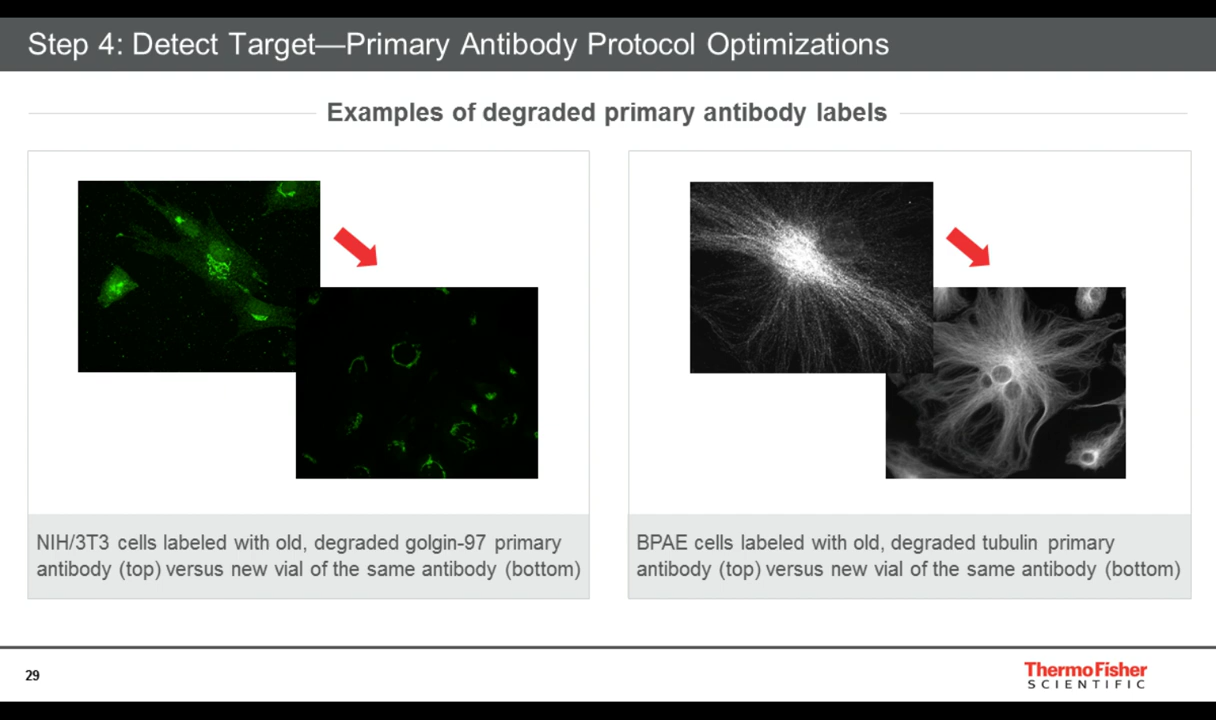 Step 4: Detect Target—Primary Antibody Protocol Optimizations
Examples of degraded primary antibody labels
NIH/3T3 cells labeled with old, degraded golgin-97 primary
antibody (top) versus new vial of the same antibody (bottom)
BPAE cells labeled with old, degraded tubulin primary
antibody (top) versus new vial of the same antibody (bottom)
29
ThermoFisher
SCIENTIFIC